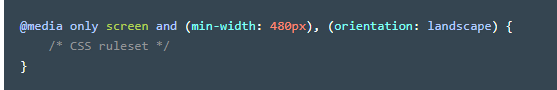 @media only screen and (min-width: 480px), (orientation: landscape) {
    /* CSS ruleset */
}